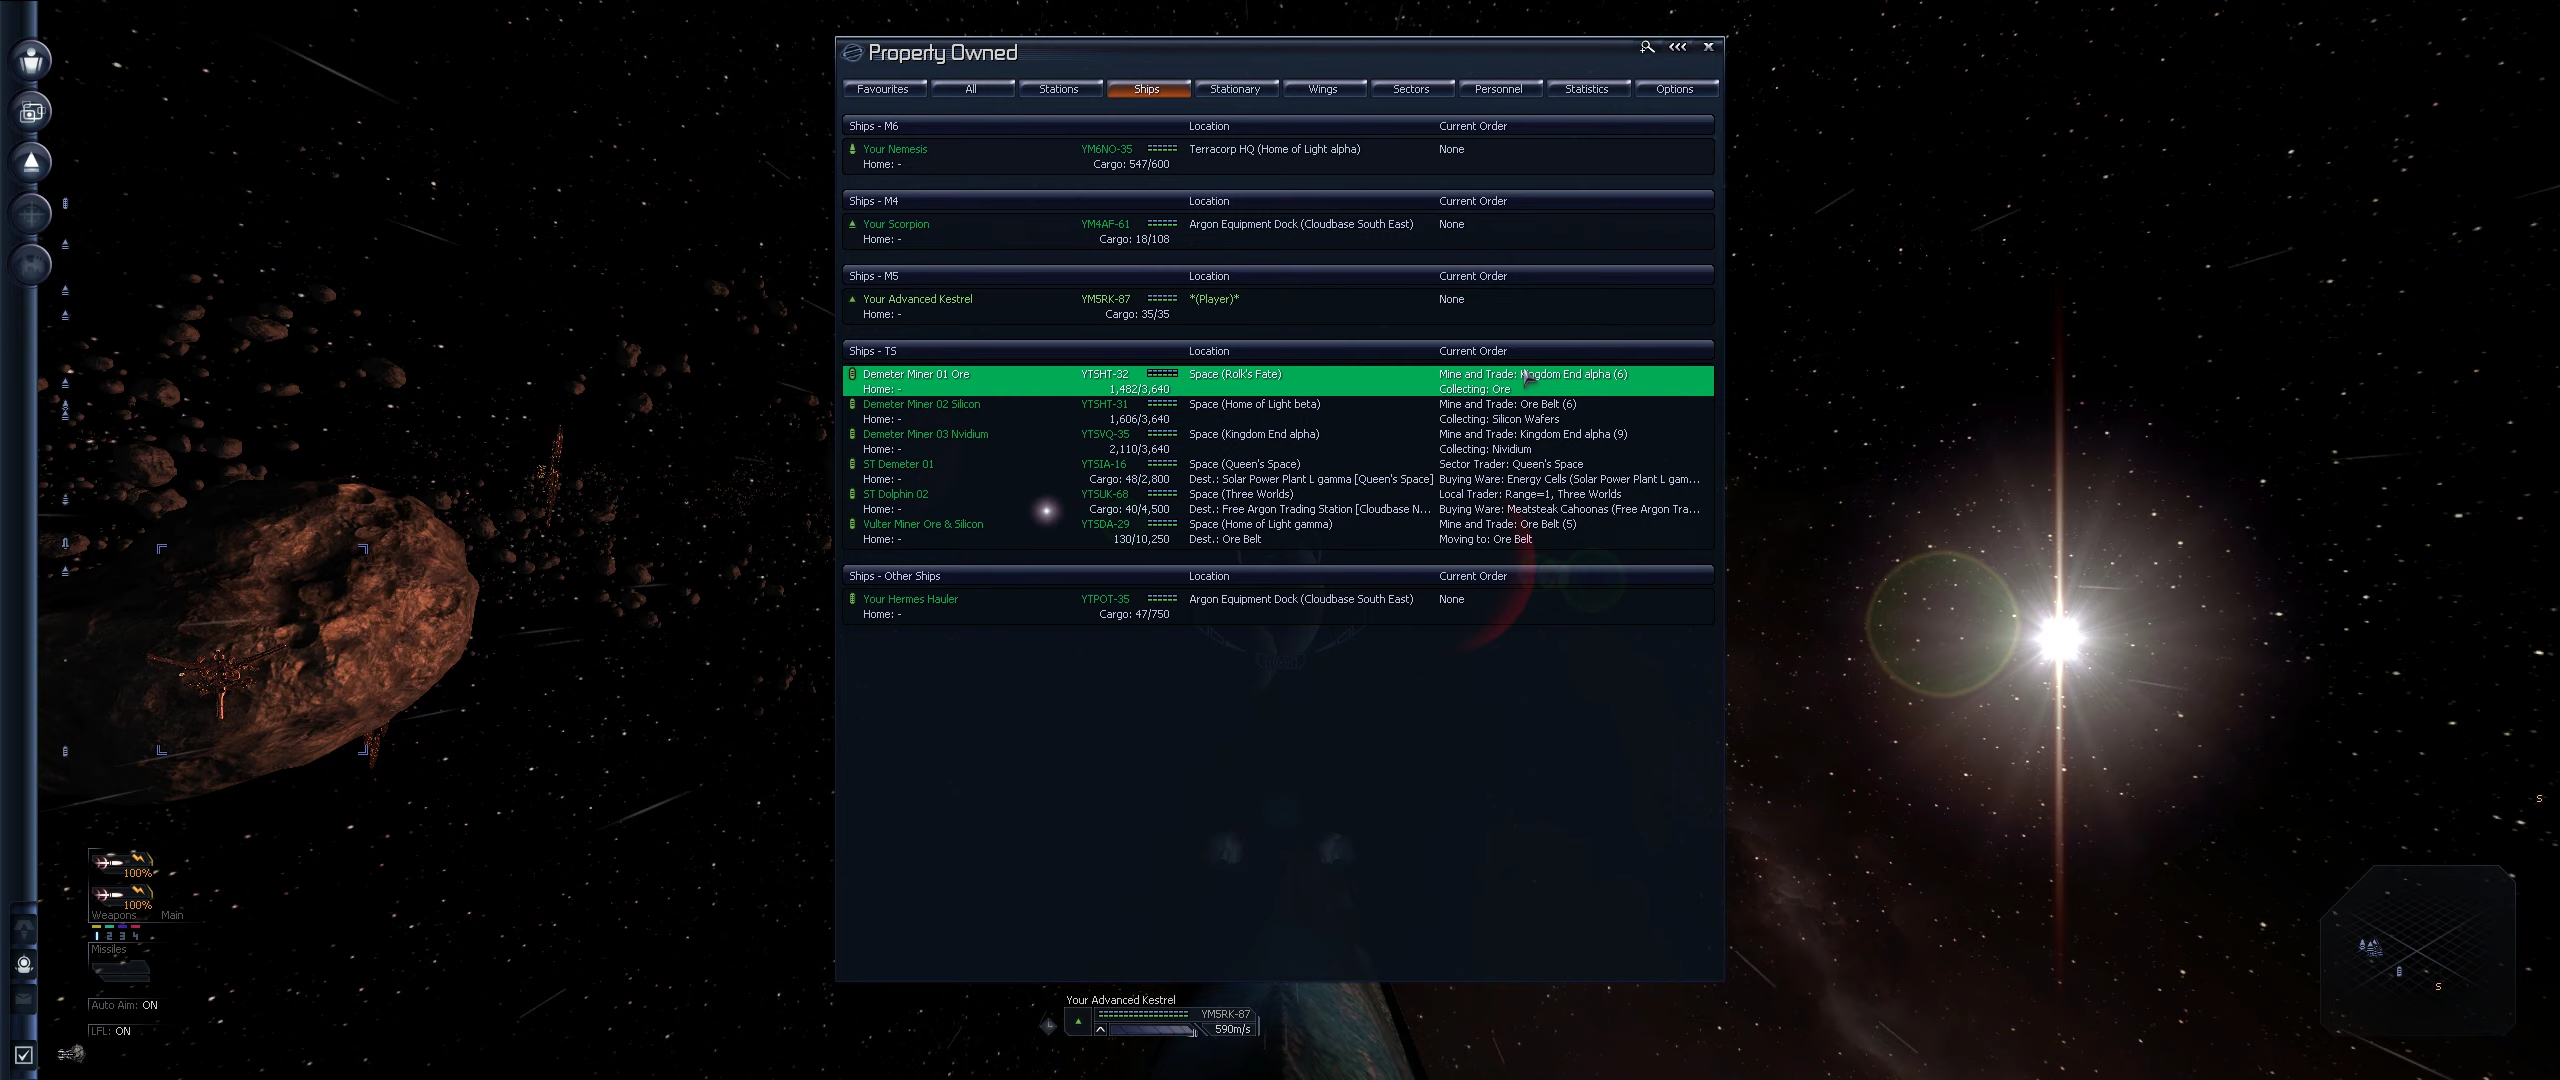 Property Owned
Favourites All Stations Ships Stationary Wings Sectors Personnel Statistics Options
Ships - M6 Location Current Order
Your Nemesis YM6NO-35 Terracorp HQ (Home of Light alpha) None
Home: - Cargo: 547/600
Ships - M4 Location Current Order
Your Scorpion YM4AF-61 Argon Equipment Dock (Cloudbase South East) None
Home: - Cargo: 18/108
Ships - M5 Location Current Order
Your Advanced Kestrel YM5RK-87 *(Player)* None
Home: - Cargo: 35/35
Ships - TS Location Current Order
Demeter Miner 01 Ore YTSHT-32 Space (Rolk's Fate) Mine and Trade: Kingdom End alpha (6)
Home: - 1,482/3,640 Collecting: Ore
Demeter Miner 02 Silicon YTSHT-31 Space (Home of Light beta) Mine and Trade: Ore Belt (6)
Home: - 1,606/3,640 Collecting: Silicon Wafers
Demeter Miner 03 Nvidium YTSVQ-35 Space (Kingdom End alpha) Mine and Trade: Kingdom End alpha (9)
Home: - 2,110/3,640 Collecting: Nividium
ST Demeter 01 YTSIA-16 Space (Queen's Space) Sector Trader: Queen's Space
Home: - Cargo: 48/2,800 Dest.: Solar Power Plant L gamma [Queen's Space] Buying Ware: Energy Cells (Solar Power Plant L gam...
ST Dolphin 02 YTSUK-68 Space (Three Worlds) Local Trader: Range=1, Three Worlds
Home: - Cargo: 40/4,500 Dest.: Free Argon Trading Station [Cloudbase N... Buying Ware: Meatsteak Cahoonas (Free Argon Tra...
Vulter Miner Ore & Silicon YTSDA-29 Space (Home of Light gamma) Mine and Trade: Ore Belt (5)
Home: - 130/10,250 Dest.: Ore Belt Moving to: Ore Belt
Ships - Other Ships Location Current Order
Your Hermes Hauler YTPOT-35 Argon Equipment Dock (Cloudbase South East) None
Home: - Cargo: 47/750
S
100%
100%
Weapons Main
1 2 3 4
Missiles
Auto Aim: ON
LFL: ON
Your Advanced Kestrel
YM5RK-87
590m/s
S